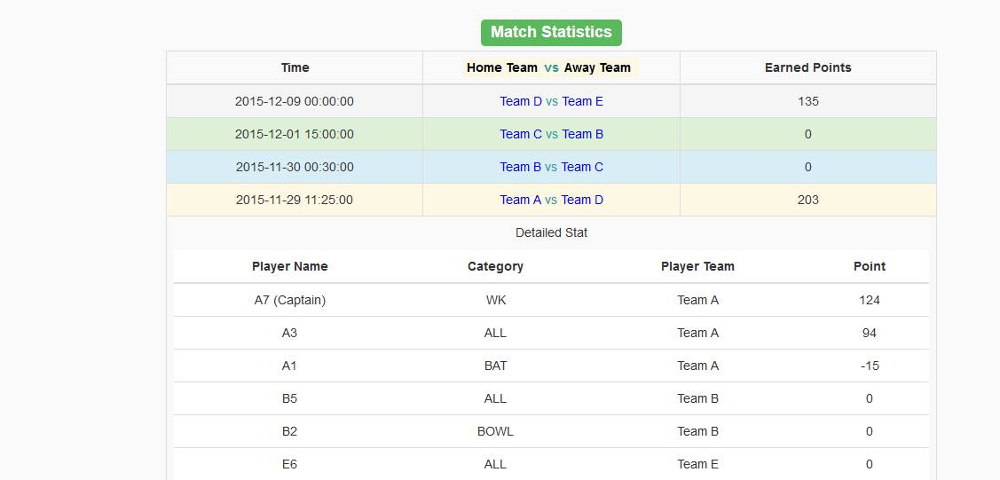 Match Statistics
Time Home Team vs Away Team Earned Points
2015-12-09 00:00:00 Team D vs Team E 135
2015-12-01 15:00:00 Team C vs Team B 0
2015-11-30 00:30:00 Team B vs Team C 0
2015-11-29 11:25:00 Team A vs Team D 203
Detailed Stat
Player Name Category Player Team Point
A7 (Captain) WK Team A 124
A3 ALL Team A 94
A1 BAT Team A -15
B5 ALL Team B 0
B2 BOWL Team B 0
E6 ALL Team E 0